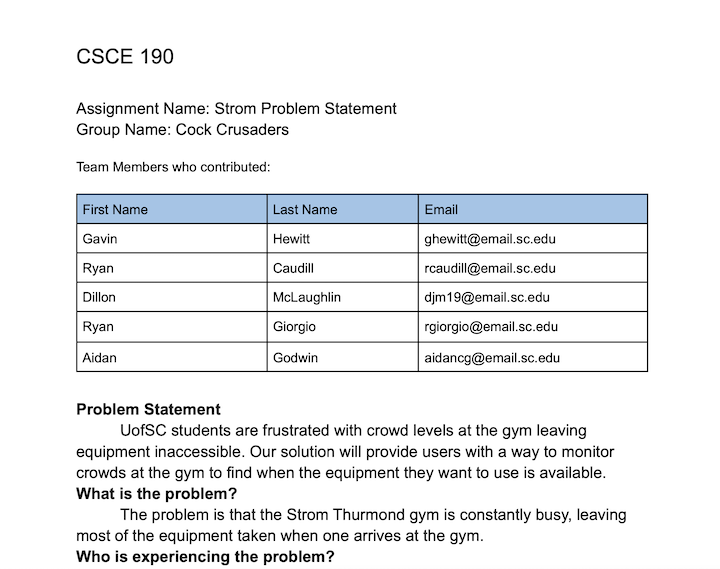 CSCE 190
Assignment Name: Strom Problem Statement
Group Name: Cock Crusaders
Team Members who contributed:
First Name Last Name Email
Gavin Hewitt ghewitt@email.sc.edu
Ryan Caudill rcaudill@email.sc.edu
Dillon McLaughlin djm19@email.sc.edu
Ryan Giorgio rgiorgio@email.sc.edu
Aidan Godwin aidancg@email.sc.edu
Problem Statement
UofSC students are frustrated with crowd levels at the gym leaving
equipment inaccessible. Our solution will provide users with a way to monitor
crowds at the gym to find when the equipment they want to use is available.
What is the problem?
The problem is that the Strom Thurmond gym is constantly busy, leaving
most of the equipment taken when one arrives at the gym.
Who is experiencing the problem?